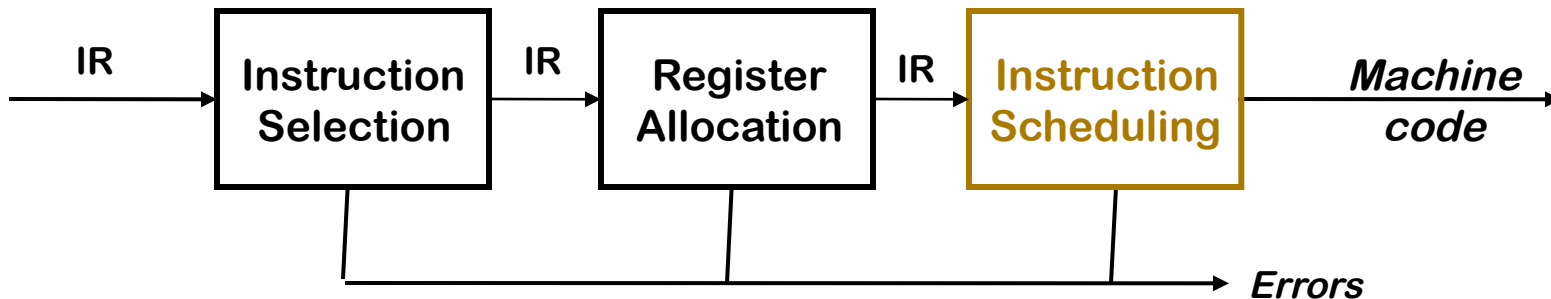 IR
Instruction
Selection
IR
Register
Allocation
IR
Instruction
Scheduling
Machine
code
Errors